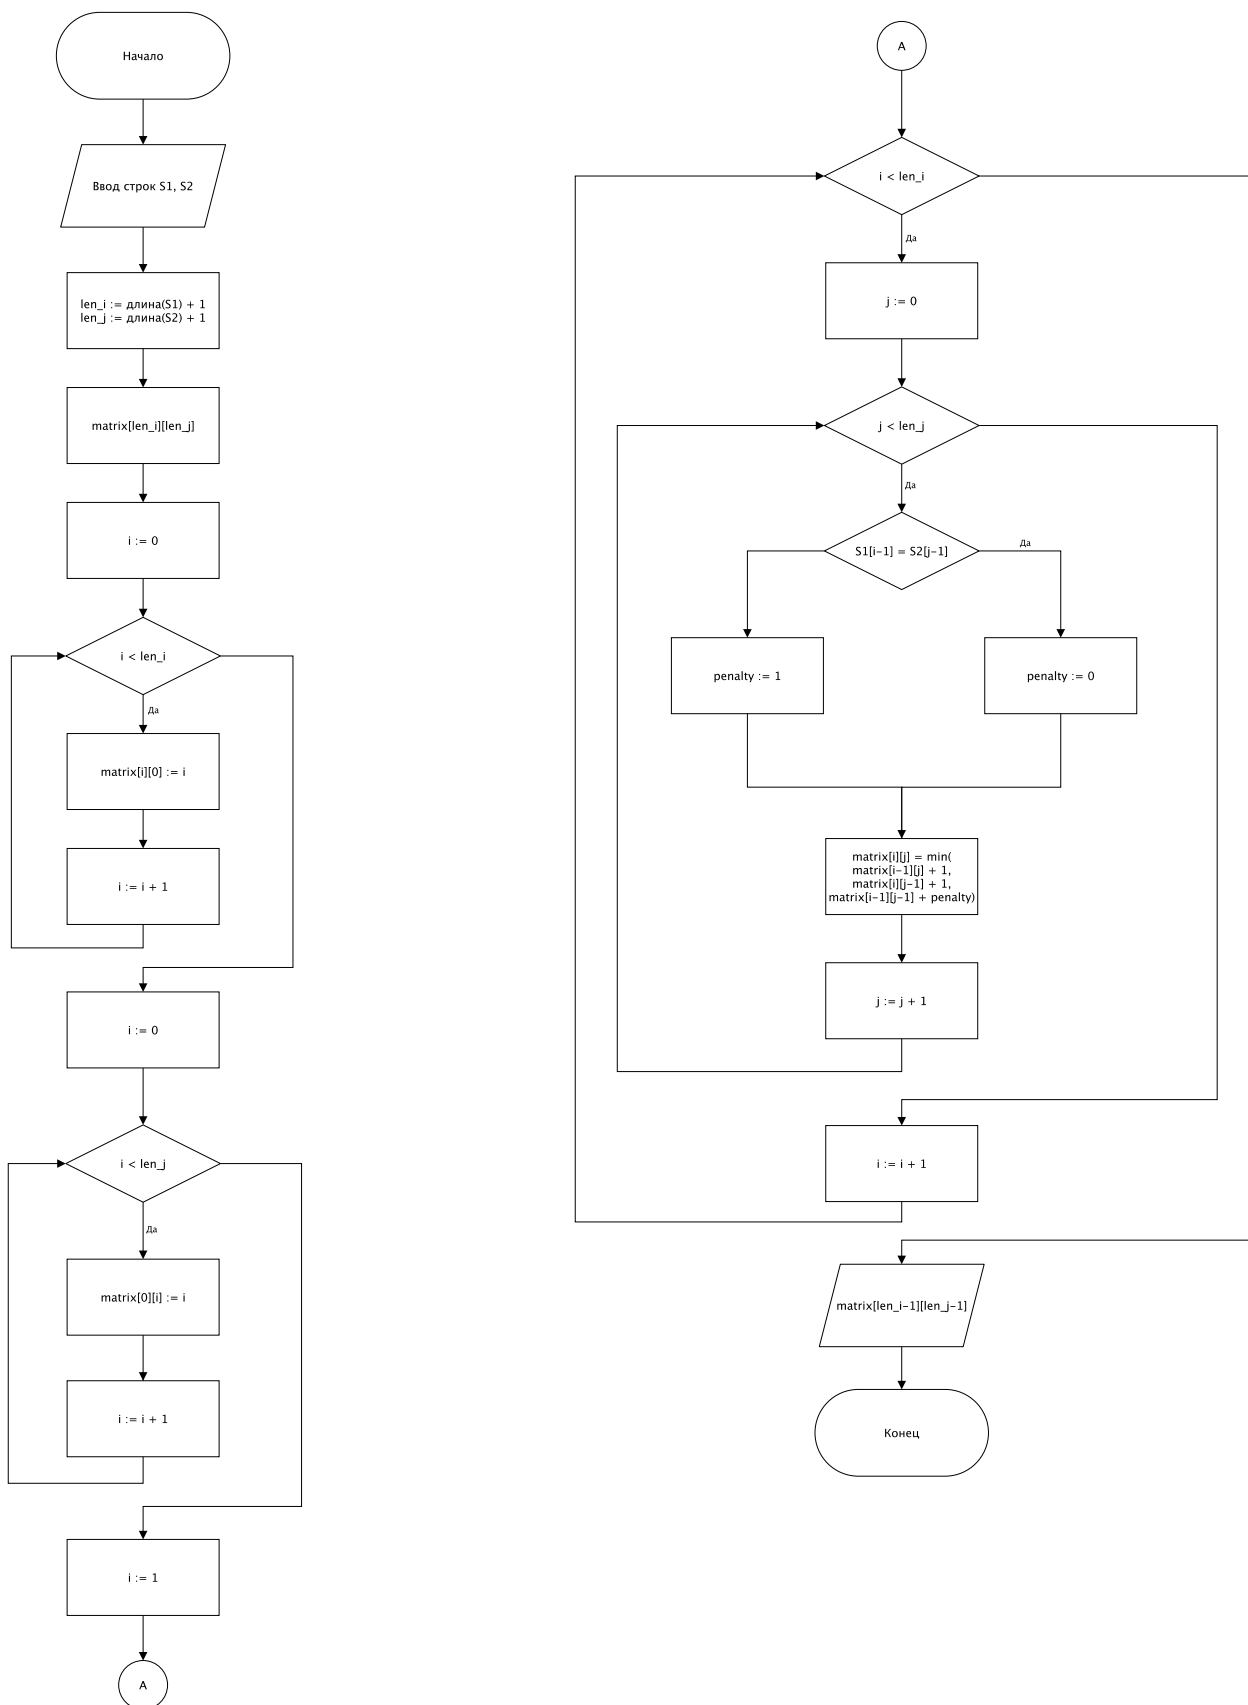 Начало
Ввод строк S1, S2
len_i := длина(S1) + 1
len_j := длина(S2) + 1
matrix[len_i][len_j]
i := 0
i < len_i
Да
matrix[i][0] := i
i := i + 1
i := 0
i < len_j
Да
matrix[0][i] := i
i := i + 1
i := 1
A
A
i < len_i
Да
j := 0
j < len_j
Да
S1[i-1] = S2[j-1]
Да
penalty := 1
penalty := 0
matrix[i][j] = min(
matrix[i-1][j] + 1,
matrix[i][j-1] + 1,
matrix[i-1][j-1] + penalty)
j := j + 1
i := i + 1
matrix[len_i-1][len_j-1]
Конец